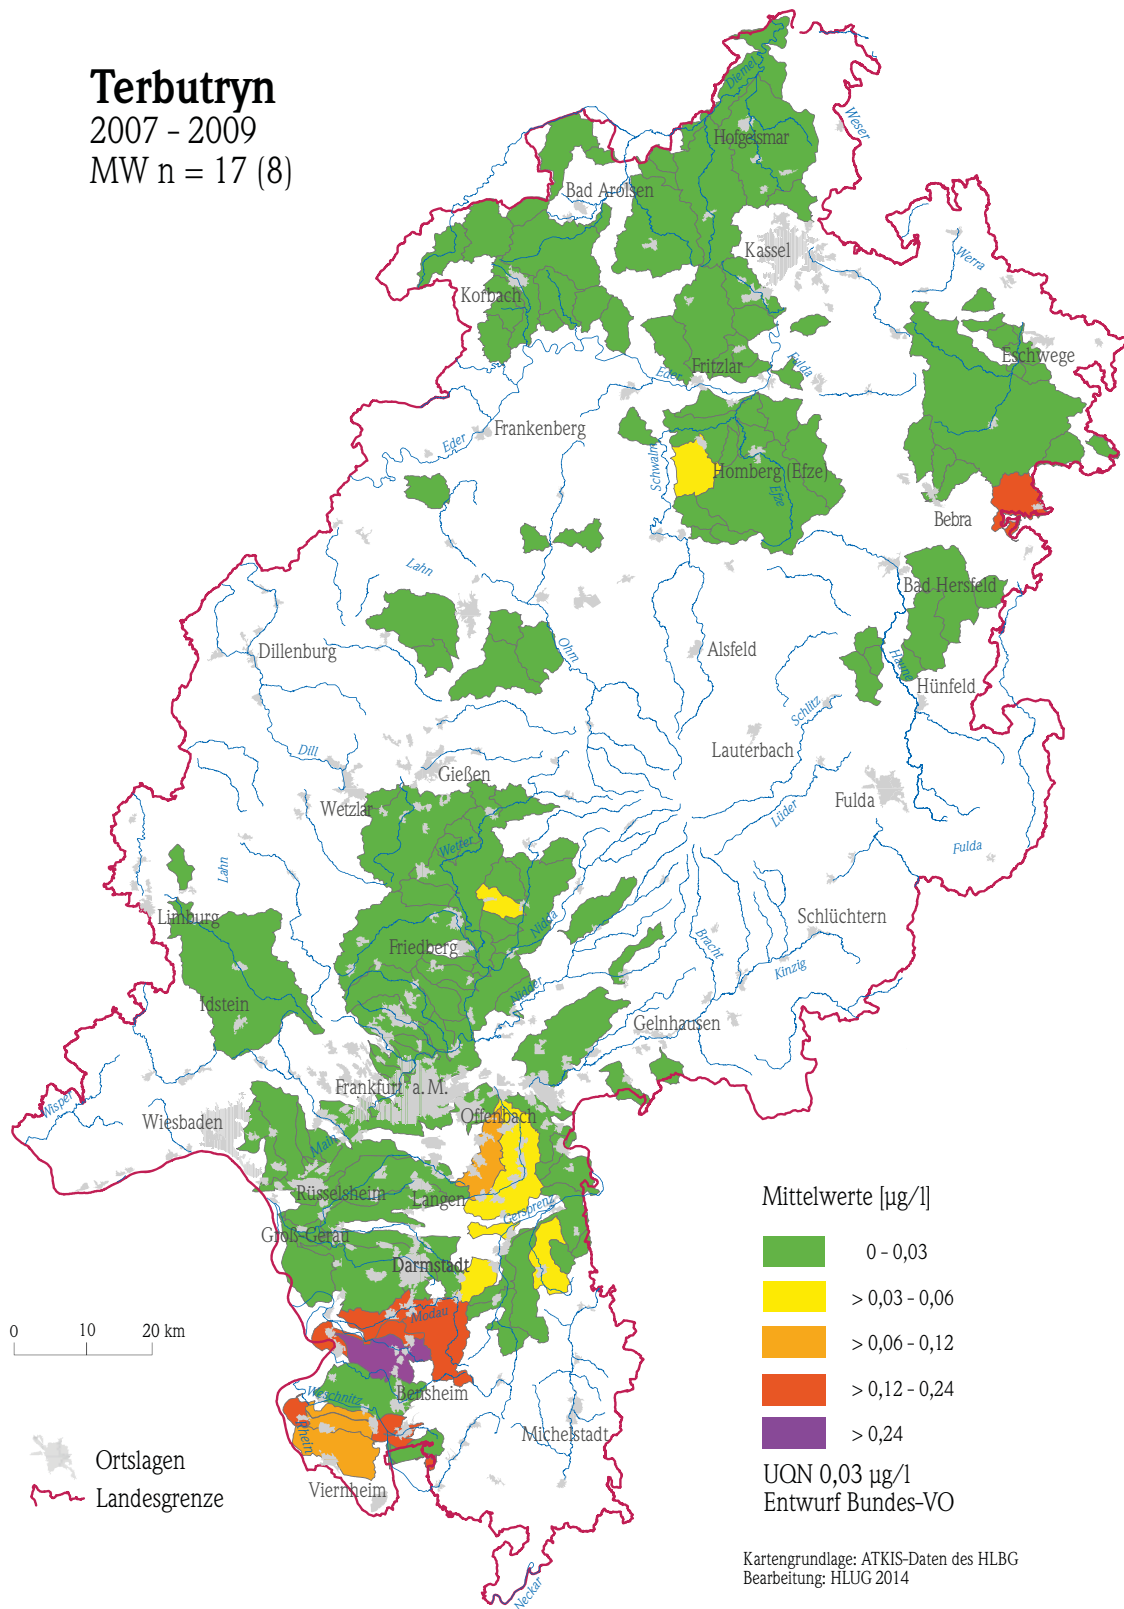 Terbutryn
2007 - 2009
MW n = 17 (8)
Diemel
Weser
Hofgeismar
Bad Arolsen
Kassel
Werra
Kofbach
Eschwege
Fulda
Fritzlar
Eder
Frankenberg
Eder
Schwalm
Homberg (Efze)
Efze
Bebra
Lahn
Bad Hersfeld
Ohm
Alsfeld
Dillenburg
Haune
Hünfeld
Schlitz
Lauterbach
Dill
Gießen
Wetzlar
Fulda
Lüder
Wetter
Fulda
Lahn
Limburg
Schlüchtern
Nidda
Friedberg
Bracht
Kinzig
Nidder
Idstein
Gelnhausen
Frankfurt a. M.
Wisper
Wiesbaden
Offenbach
Main
Rüsselsheim
Langen
Gersprenz
Groß-Gerau
Darmstadt
Modau
Bensheim
Weschnitz
Rhein
Michelstadt
Viernheim
Neckar
0 10 20 km
Ortslagen
Landesgrenze
Mittelwerte [µg/l]
0 - 0,03
> 0,03 - 0,06
> 0,06 - 0,12
> 0,12 - 0,24
> 0,24
UQN 0,03 µg/l
Entwurf Bundes-VO
Kartengrundlage: ATKIS-Daten des HLBG
Bearbeitung: HLUG 2014